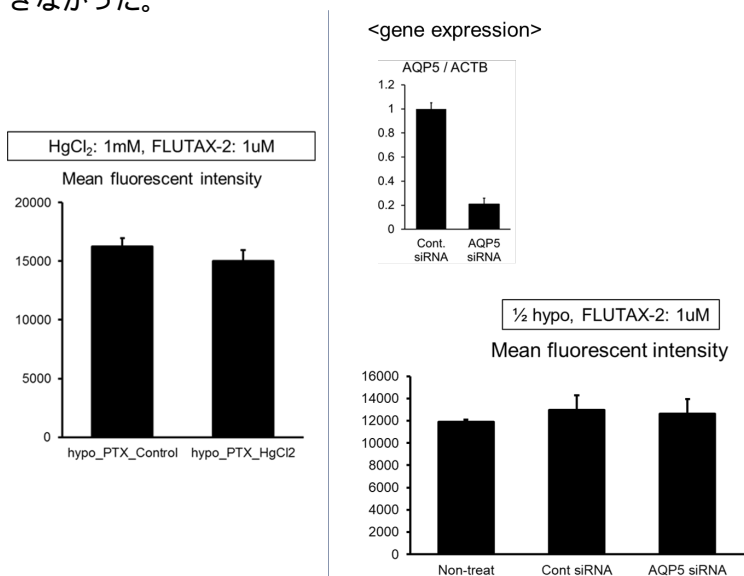 きなかった。
HgCl₂: 1mM, FLUTAX-2: 1uM
Mean fluorescent intensity
20000
15000
10000
5000
0
hypo_PTX_Control hypo_PTX_HgCl2
<gene expression>
AQP5 / ACTB
1.2
1
0.8
0.6
0.4
0.2
0
Cont. siRNA
AQP5 siRNA
½ hypo, FLUTAX-2: 1uM
Mean fluorescent intensity
16000
14000
12000
10000
8000
6000
4000
2000
0
Non-treat Cont siRNA AQP5 siRNA